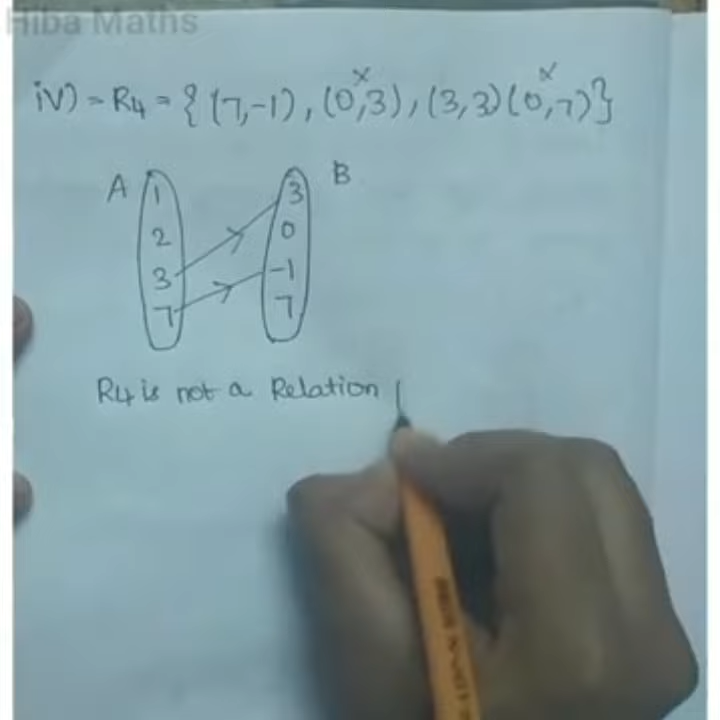 Hiba Maths
iv) - R4 = { (7,-1), (0,3), (3,3) (0,7)}
x x
A B
1 3
2 0
3 -1
7 7
R4 is not a Relation